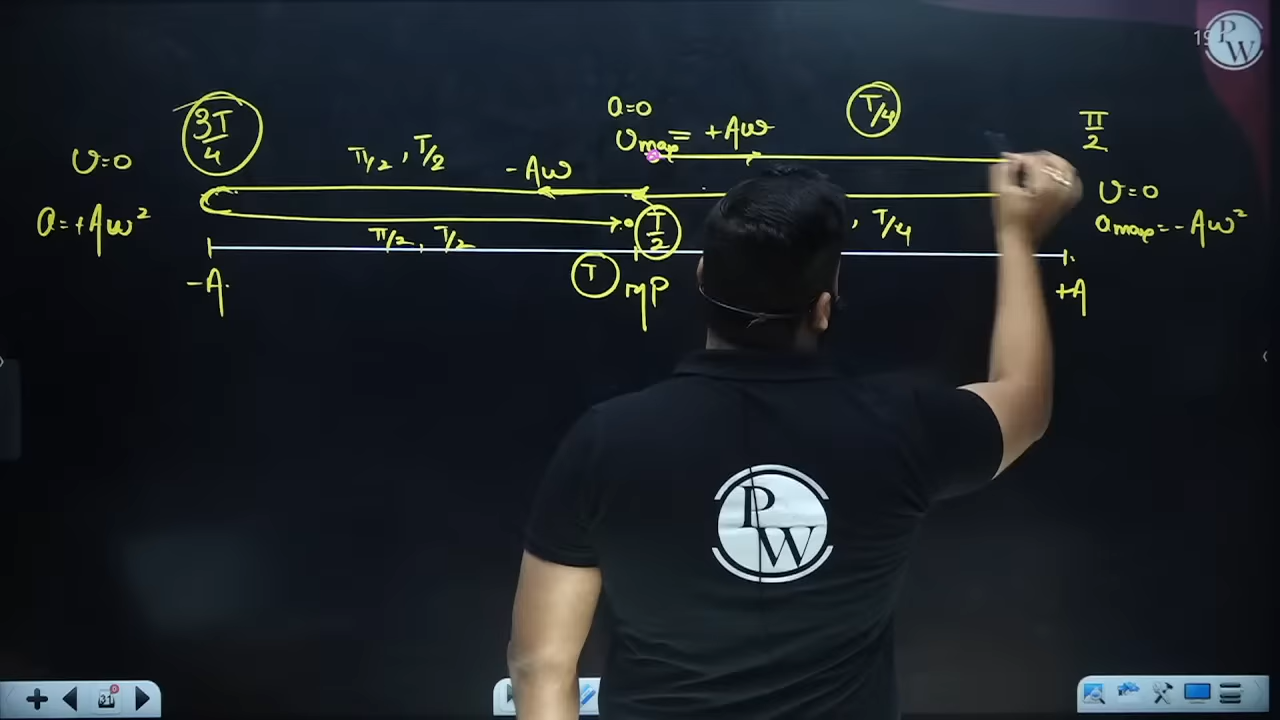 3T/4
a=0
Vmax = +Aω
T/4
π/2
V=0
π/2 , T/2
-Aω
V=0
a=+Aω²
, T/4
amax=-Aω²
T/2
π/2 , T/2
T
-A
mp
+A
PW
PW
31